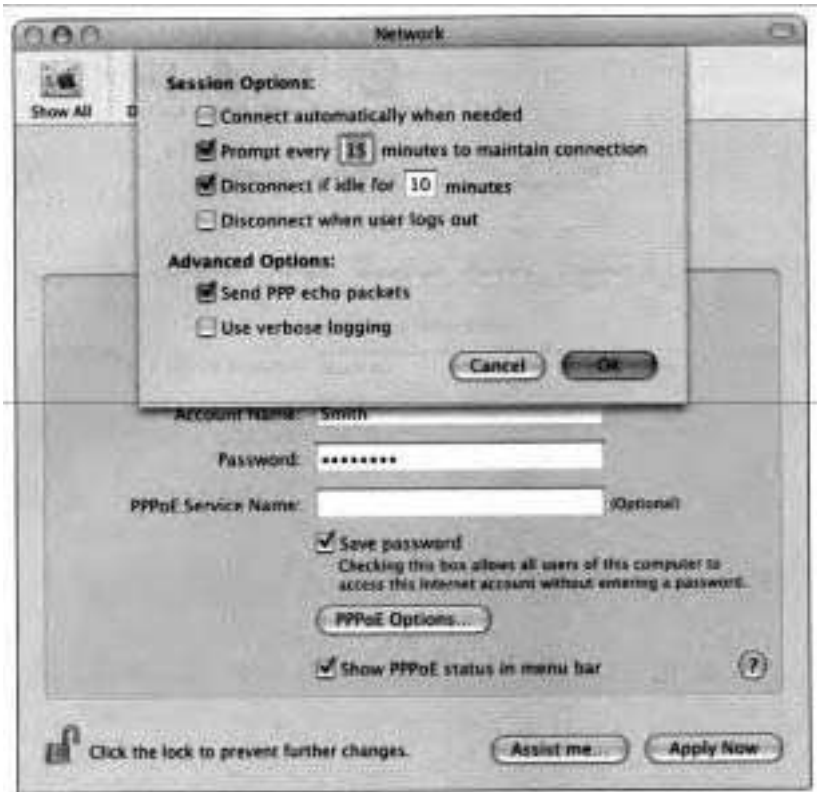 Network
Show All
D
Session Options:
Connect automatically when needed
Prompt every 15 minutes to maintain connection
Disconnect if idle for 10 minutes
Disconnect when user logs out
Advanced Options:
Send PPP echo packets
Use verbose logging
Cancel
OK
Account Name: Smith
Password: ••••••••
PPPoE Service Name: (Optional)
Save password
Checking this box allows all users of this computer to
access this Internet account without entering a password.
PPPoE Options...
Show PPPoE status in menu bar
?
Click the lock to prevent further changes.
Assist me...
Apply Now